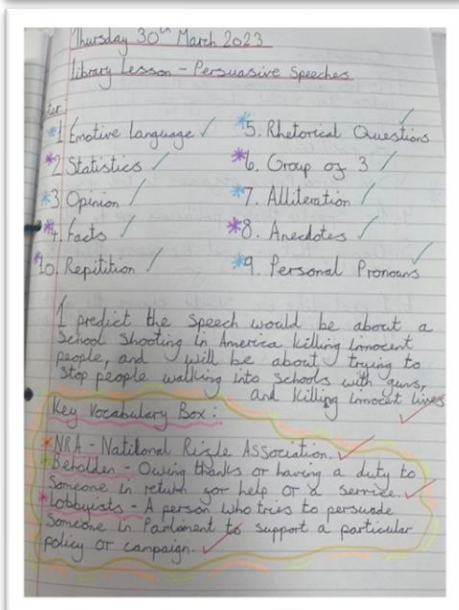 Thursday 30th March 2023
Library Lesson - Persuasive Speeches
*1 Emotive language
*5. Rhetorical Questions
*2 Statistics
*6. Group of 3
*3 Opinion
*7. Alliteration
*4. Facts
*8. Anecdotes
*10. Repitition
*9. Personal Pronouns
I predict the speech would be about a
School Shooting in America killing innocent
people, and will be about trying to
stop people walking into schools with guns,
and killing innocent lives
Key Vocabulary Box:
*NRA - National Rifle Association.
*Beholden - Owing thanks or having a duty to
Someone in return for help or a service.
*Lobbyists - A person who tries to persuade
Someone in Parliament to support a particular
policy or campaign.